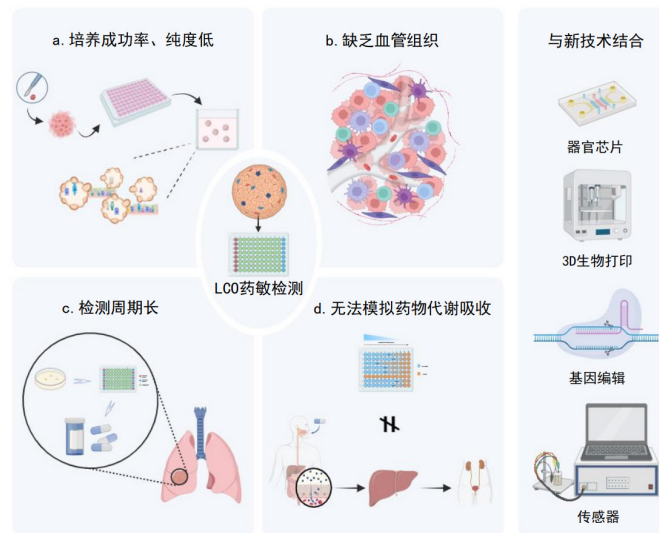 a. 培养成功率、纯度低
b. 缺乏血管组织
与新技术结合
器官芯片
3D生物打印
LCO药敏检测
c. 检测周期长
d. 无法模拟药物代谢吸收
基因编辑
传感器